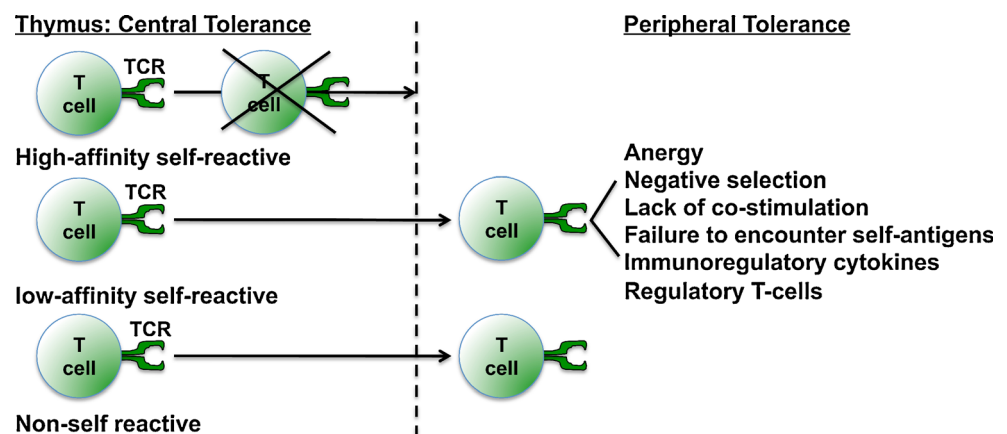 Thymus: Central Tolerance
Peripheral Tolerance
TCR
T
cell
T
cell
High-affinity self-reactive
TCR
T
cell
T
cell
Anergy
Negative selection
Lack of co-stimulation
Failure to encounter self-antigens
Immunoregulatory cytokines
Regulatory T-cells
low-affinity self-reactive
TCR
T
cell
T
cell
Non-self reactive